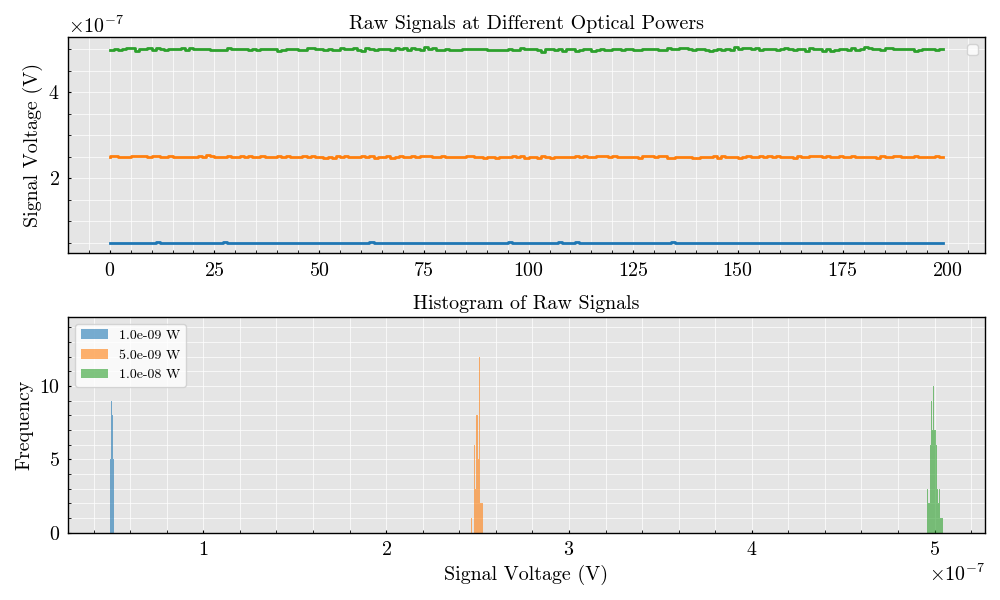 Raw Signals at Different Optical Powers
×10⁻⁷
Signal Voltage (V)
4
2
0 25 50 75 100 125 150 175 200
Histogram of Raw Signals
1.0e-09 W
5.0e-09 W
1.0e-08 W
Frequency
10
5
0
1 2 3 4 5
Signal Voltage (V)
×10⁻⁷